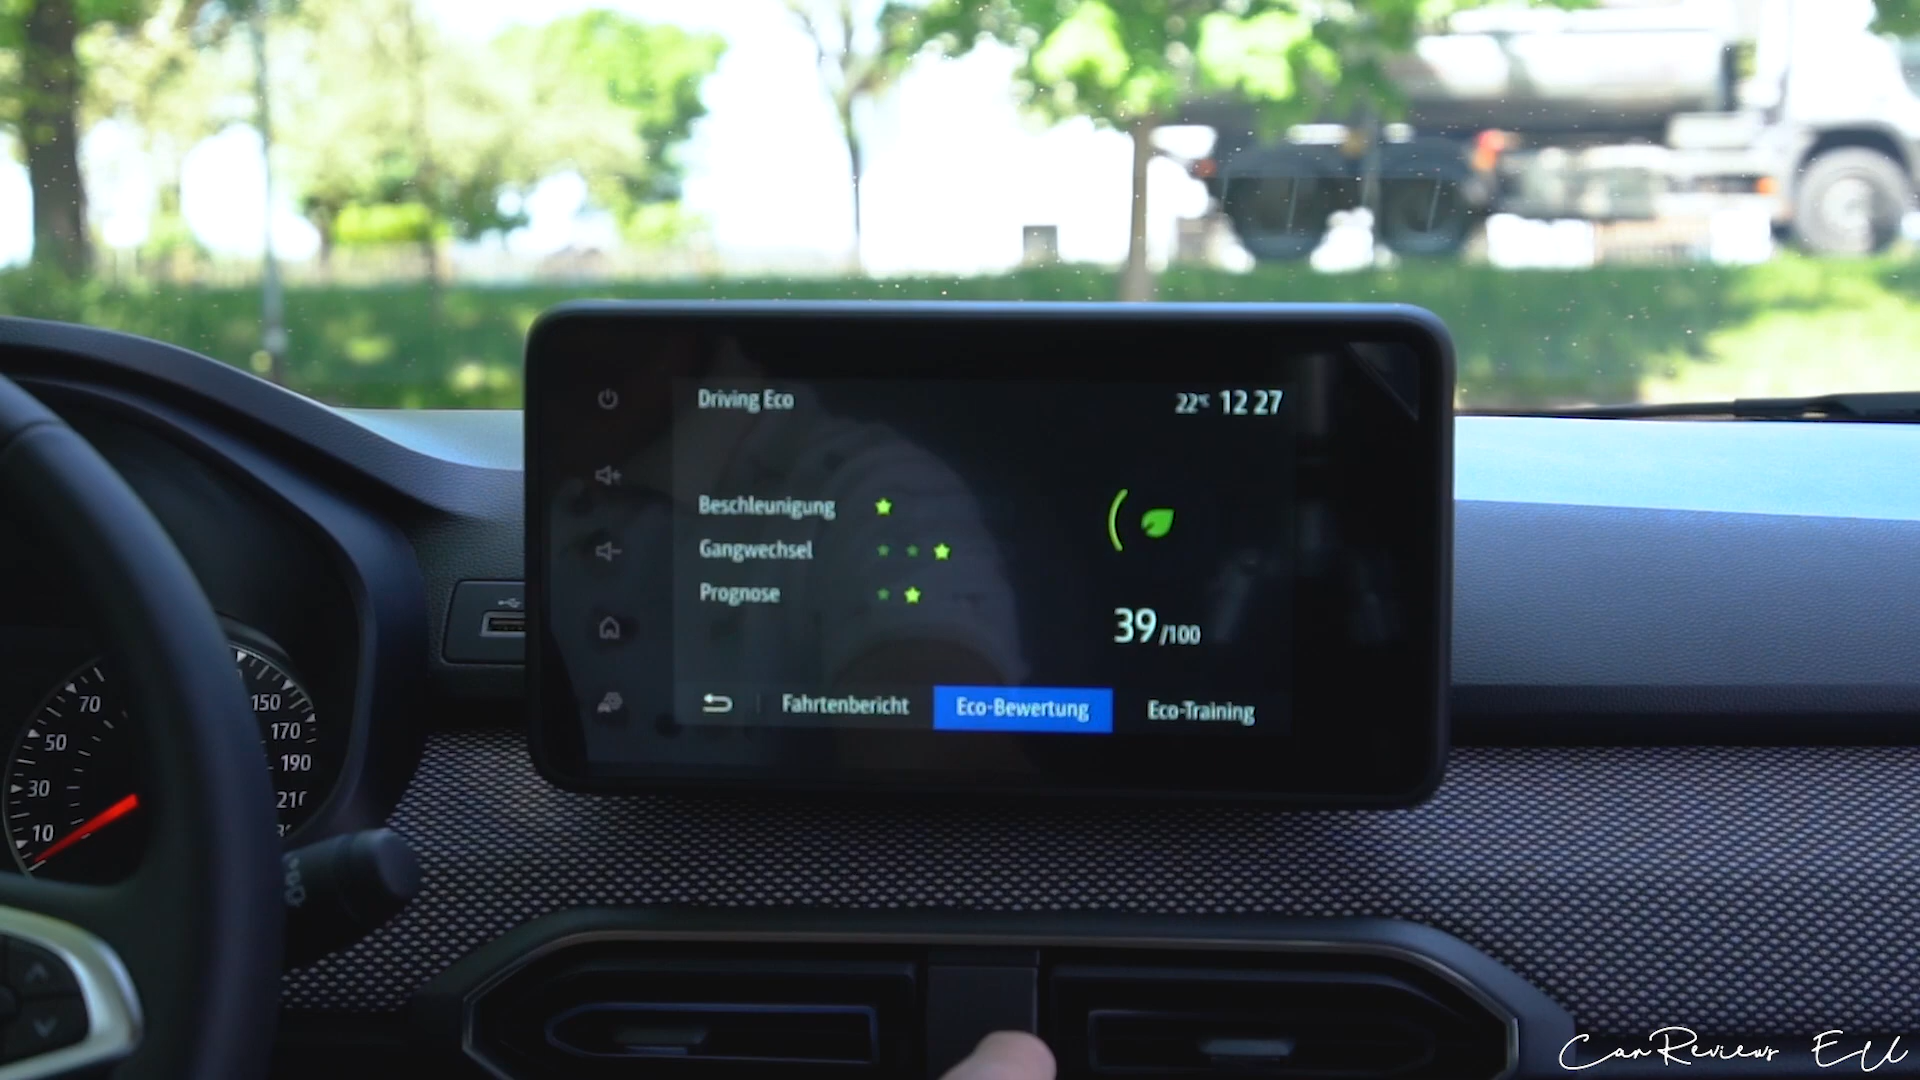 Driving Eco
22°C 12 27
Beschleunigung
Gangwechsel
Prognose
39 /100
Fahrtenbericht
Eco-Bewertung
Eco-Training
70
50
30
10
150
170
190
CarReviews EU